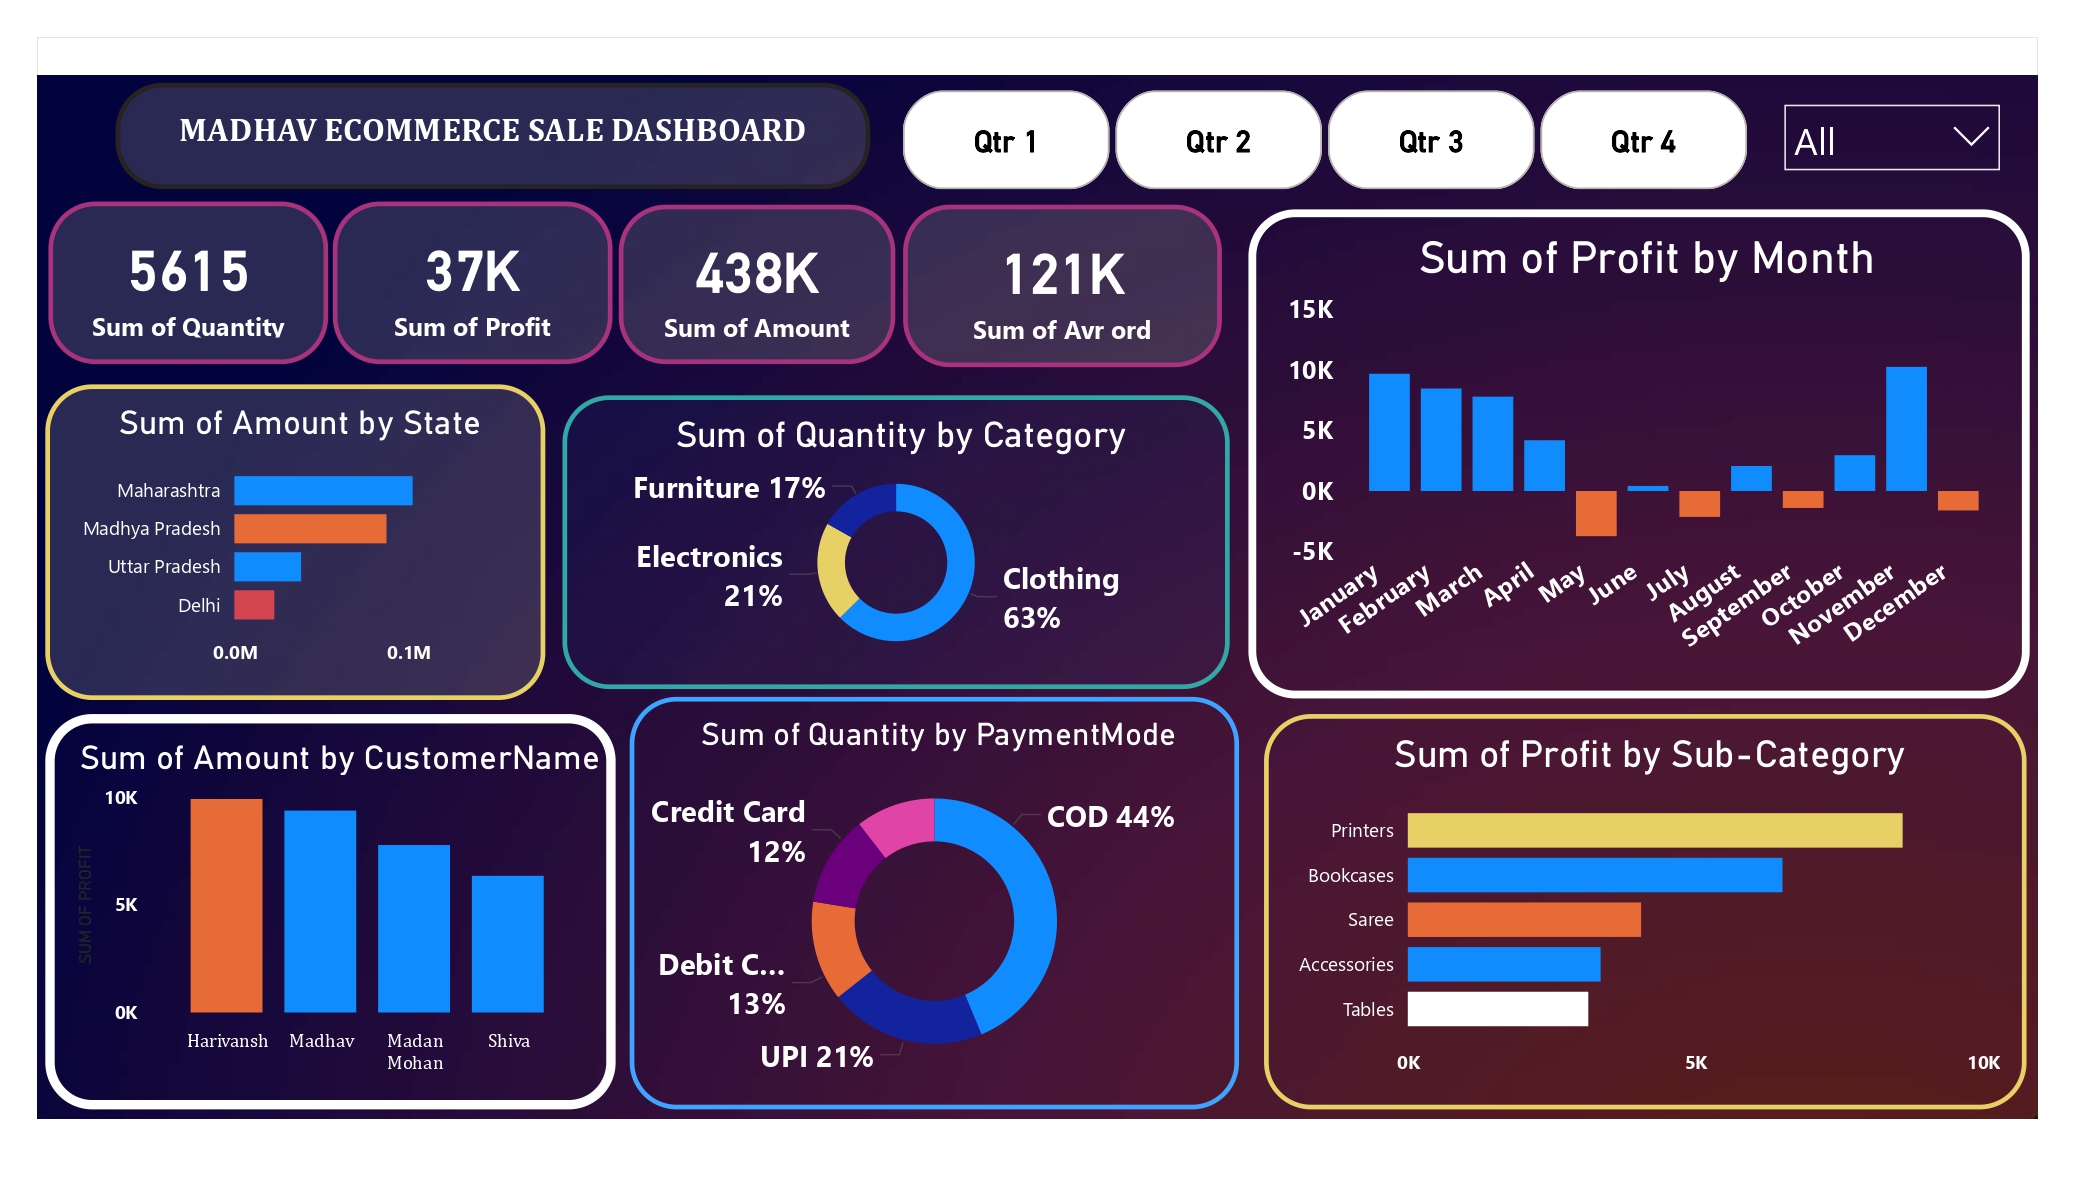 MADHAV ECOMMERCE SALE DASHBOARD
Qtr 1
Qtr 2
Qtr 3
Qtr 4
All
5615
Sum of Quantity
37K
Sum of Profit
438K
Sum of Amount
121K
Sum of Avr ord
Sum of Profit by Month
15K
10K
5K
0K
-5K
January
February
March
April
May
June
July
August
September
October
November
December
Sum of Amount by State
Maharashtra
Madhya Pradesh
Uttar Pradesh
Delhi
0.0M
0.1M
Sum of Quantity by Category
Furniture 17%
Electronics
21%
Clothing
63%
Sum of Amount by CustomerName
SUM OF PROFIT
10K
5K
0K
Harivansh
Madhav
Madan
Mohan
Shiva
Sum of Quantity by PaymentMode
Credit Card
12%
COD 44%
Debit C...
13%
UPI 21%
Sum of Profit by Sub-Category
Printers
Bookcases
Saree
Accessories
Tables
0K
5K
10K